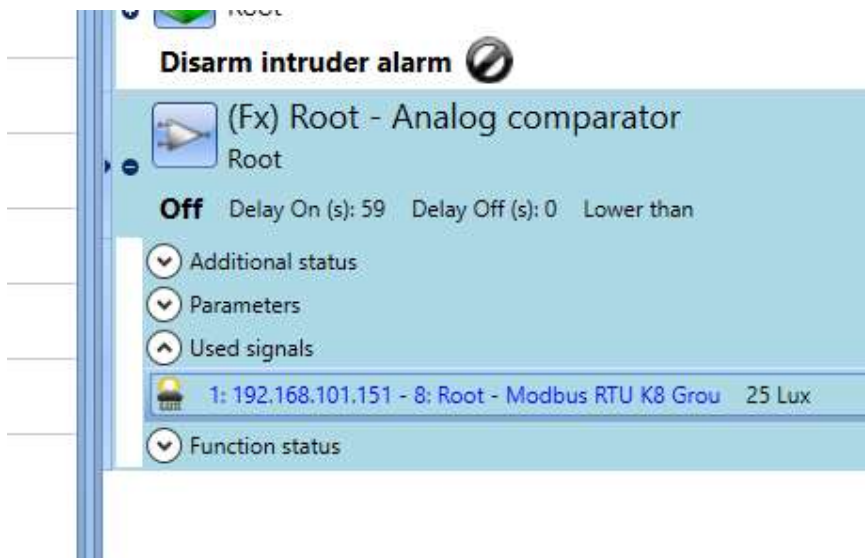 Root
Disarm intruder alarm
(Fx) Root - Analog comparator
Root
Off Delay On (s): 59 Delay Off (s): 0 Lower than
Additional status
Parameters
Used signals
1: 192.168.101.151 - 8: Root - Modbus RTU K8 Grou 25 Lux
Function status